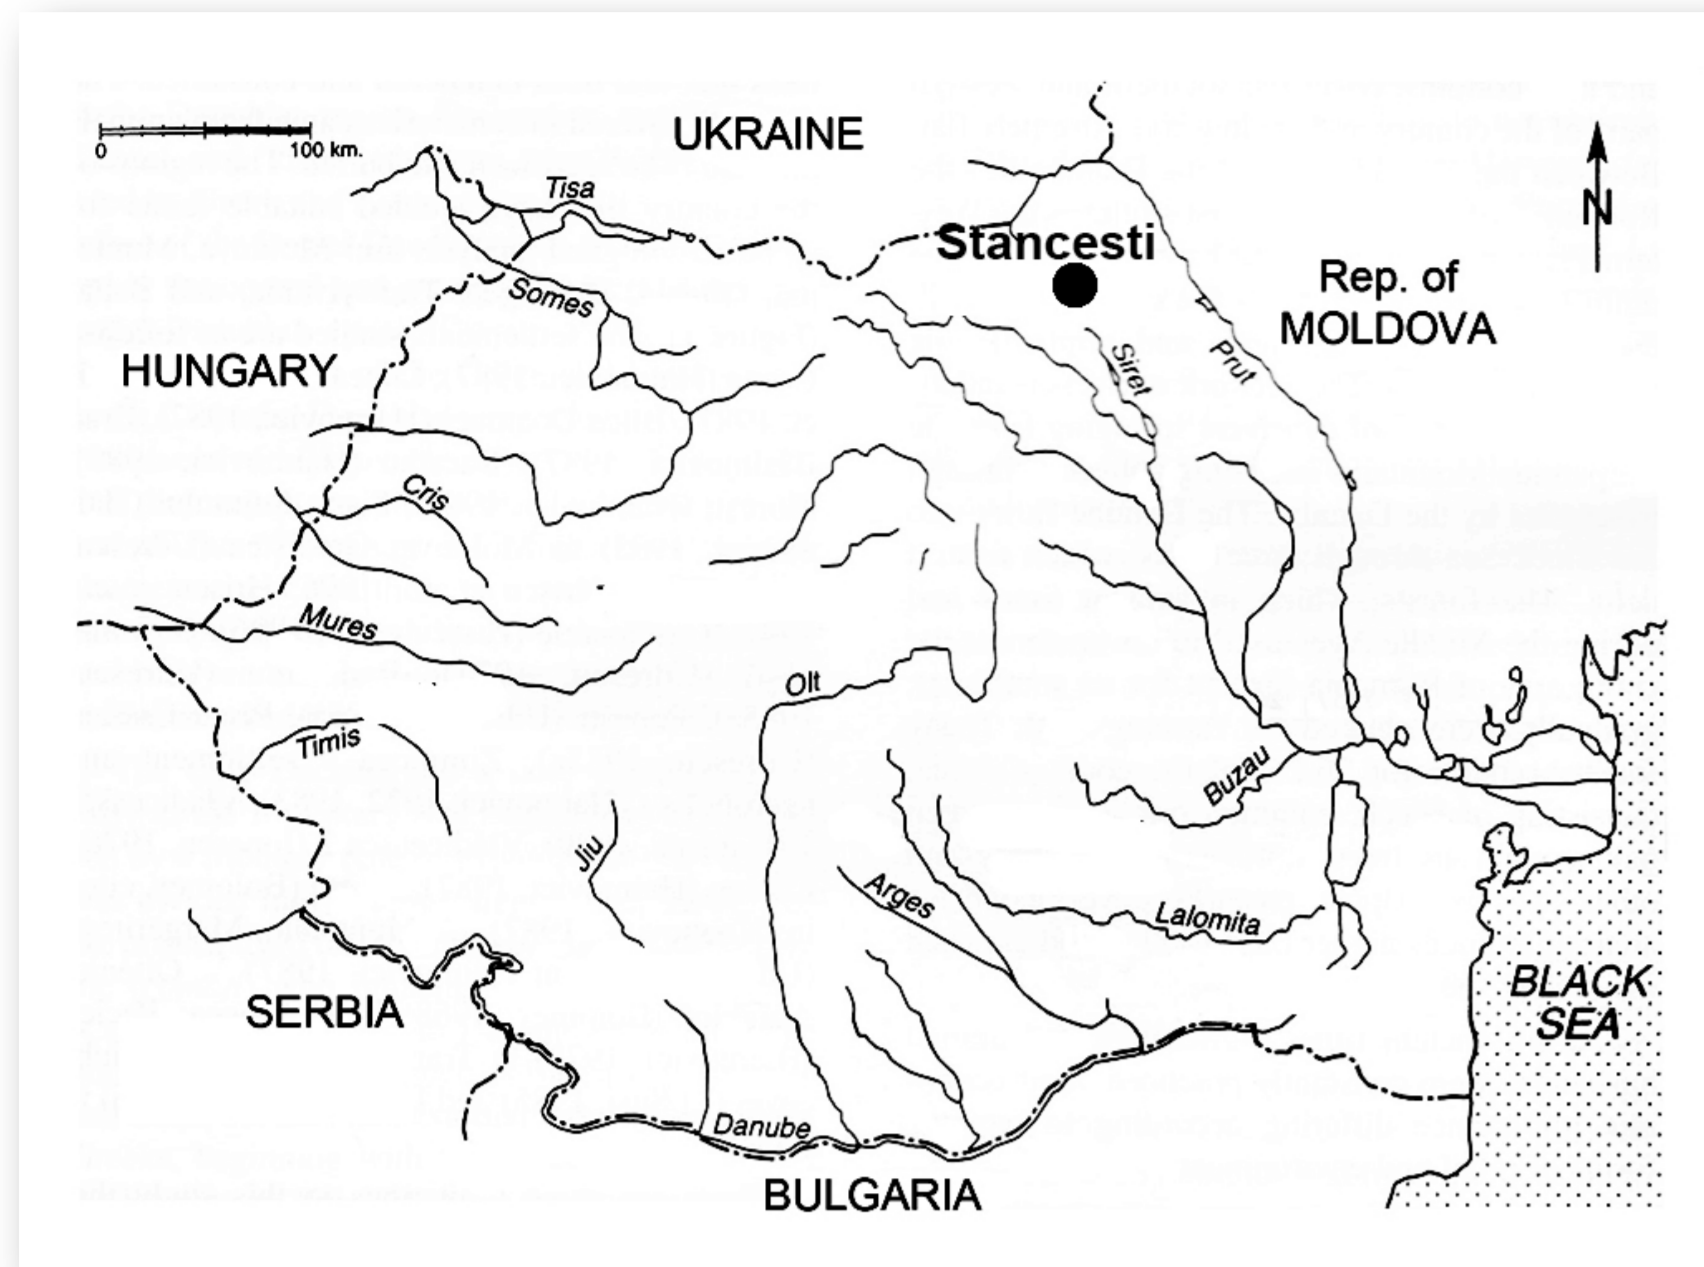 UKRAINE
0 100 km.
Tisa
N
Stancesti
Rep. of
MOLDOVA
Somes
HUNGARY
Siret
Prut
Cris
Mures
Olt
Timis
Buzau
Jiu
Arges
Lalomita
BLACK
SEA
SERBIA
Danube
BULGARIA